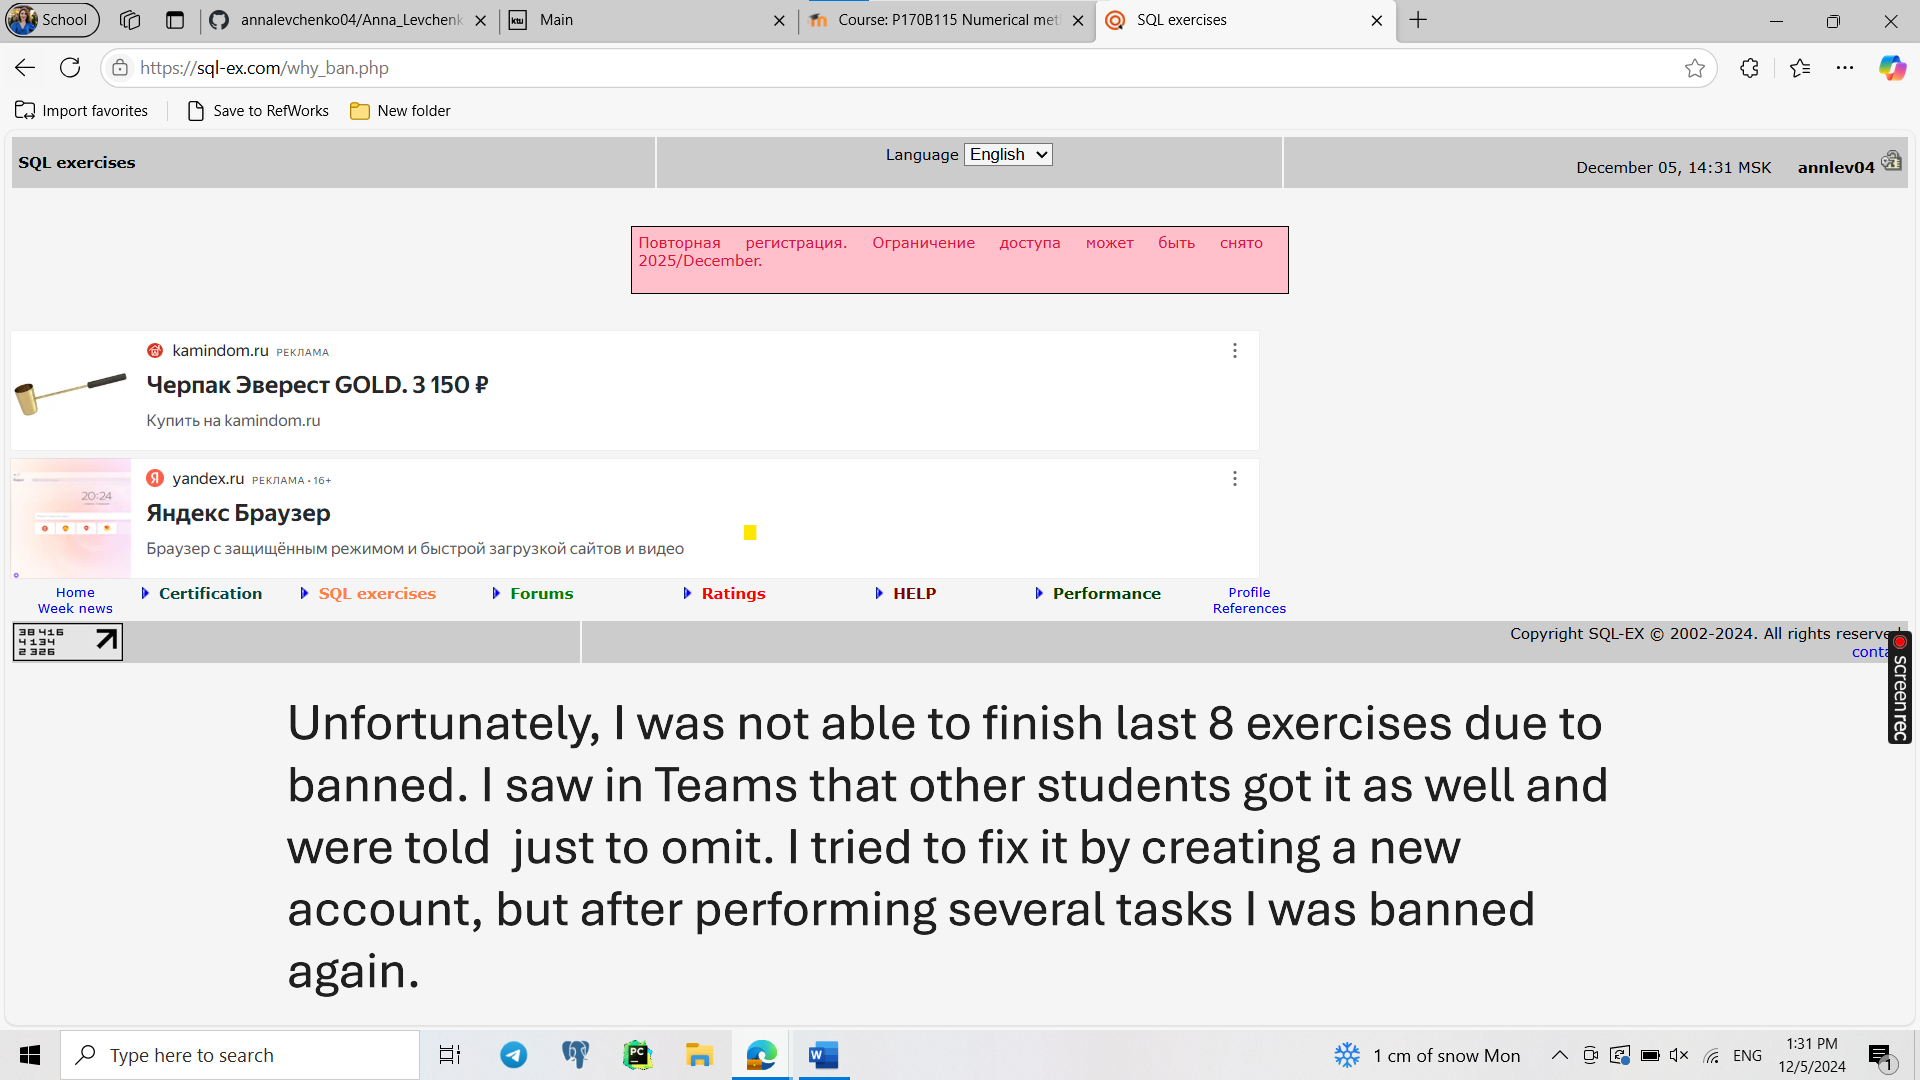 School
annalevchenko04/Anna_Levchenk
Main
Course: P170B115 Numerical met
SQL exercises
https://sql-ex.com/why_ban.php
Import favorites
Save to RefWorks
New folder
SQL exercises
Language English
December 05, 14:31 MSK annlev04
Повторная регистрация. Ограничение доступа может быть снято
2025/December.
kamindom.ru РЕКЛАМА
Черпак Эверест GOLD. 3 150 ₽
Купить на kamindom.ru
20:24
yandex.ru РЕКЛАМА • 16+
Яндекс Браузер
Браузер с защищённым режимом и быстрой загрузкой сайтов и видео
Home
Week news
Certification
SQL exercises
Forums
Ratings
HELP
Performance
Profile
References
38 416
4 134
2 326
Copyright SQL-EX © 2002-2024. All rights reserved
conta
screenrec
Unfortunately, I was not able to finish last 8 exercises due to
banned. I saw in Teams that other students got it as well and
were told  just to omit. I tried to fix it by creating a new
account, but after performing several tasks I was banned
again.
Type here to search
1 cm of snow Mon
ENG
1:31 PM
12/5/2024
1